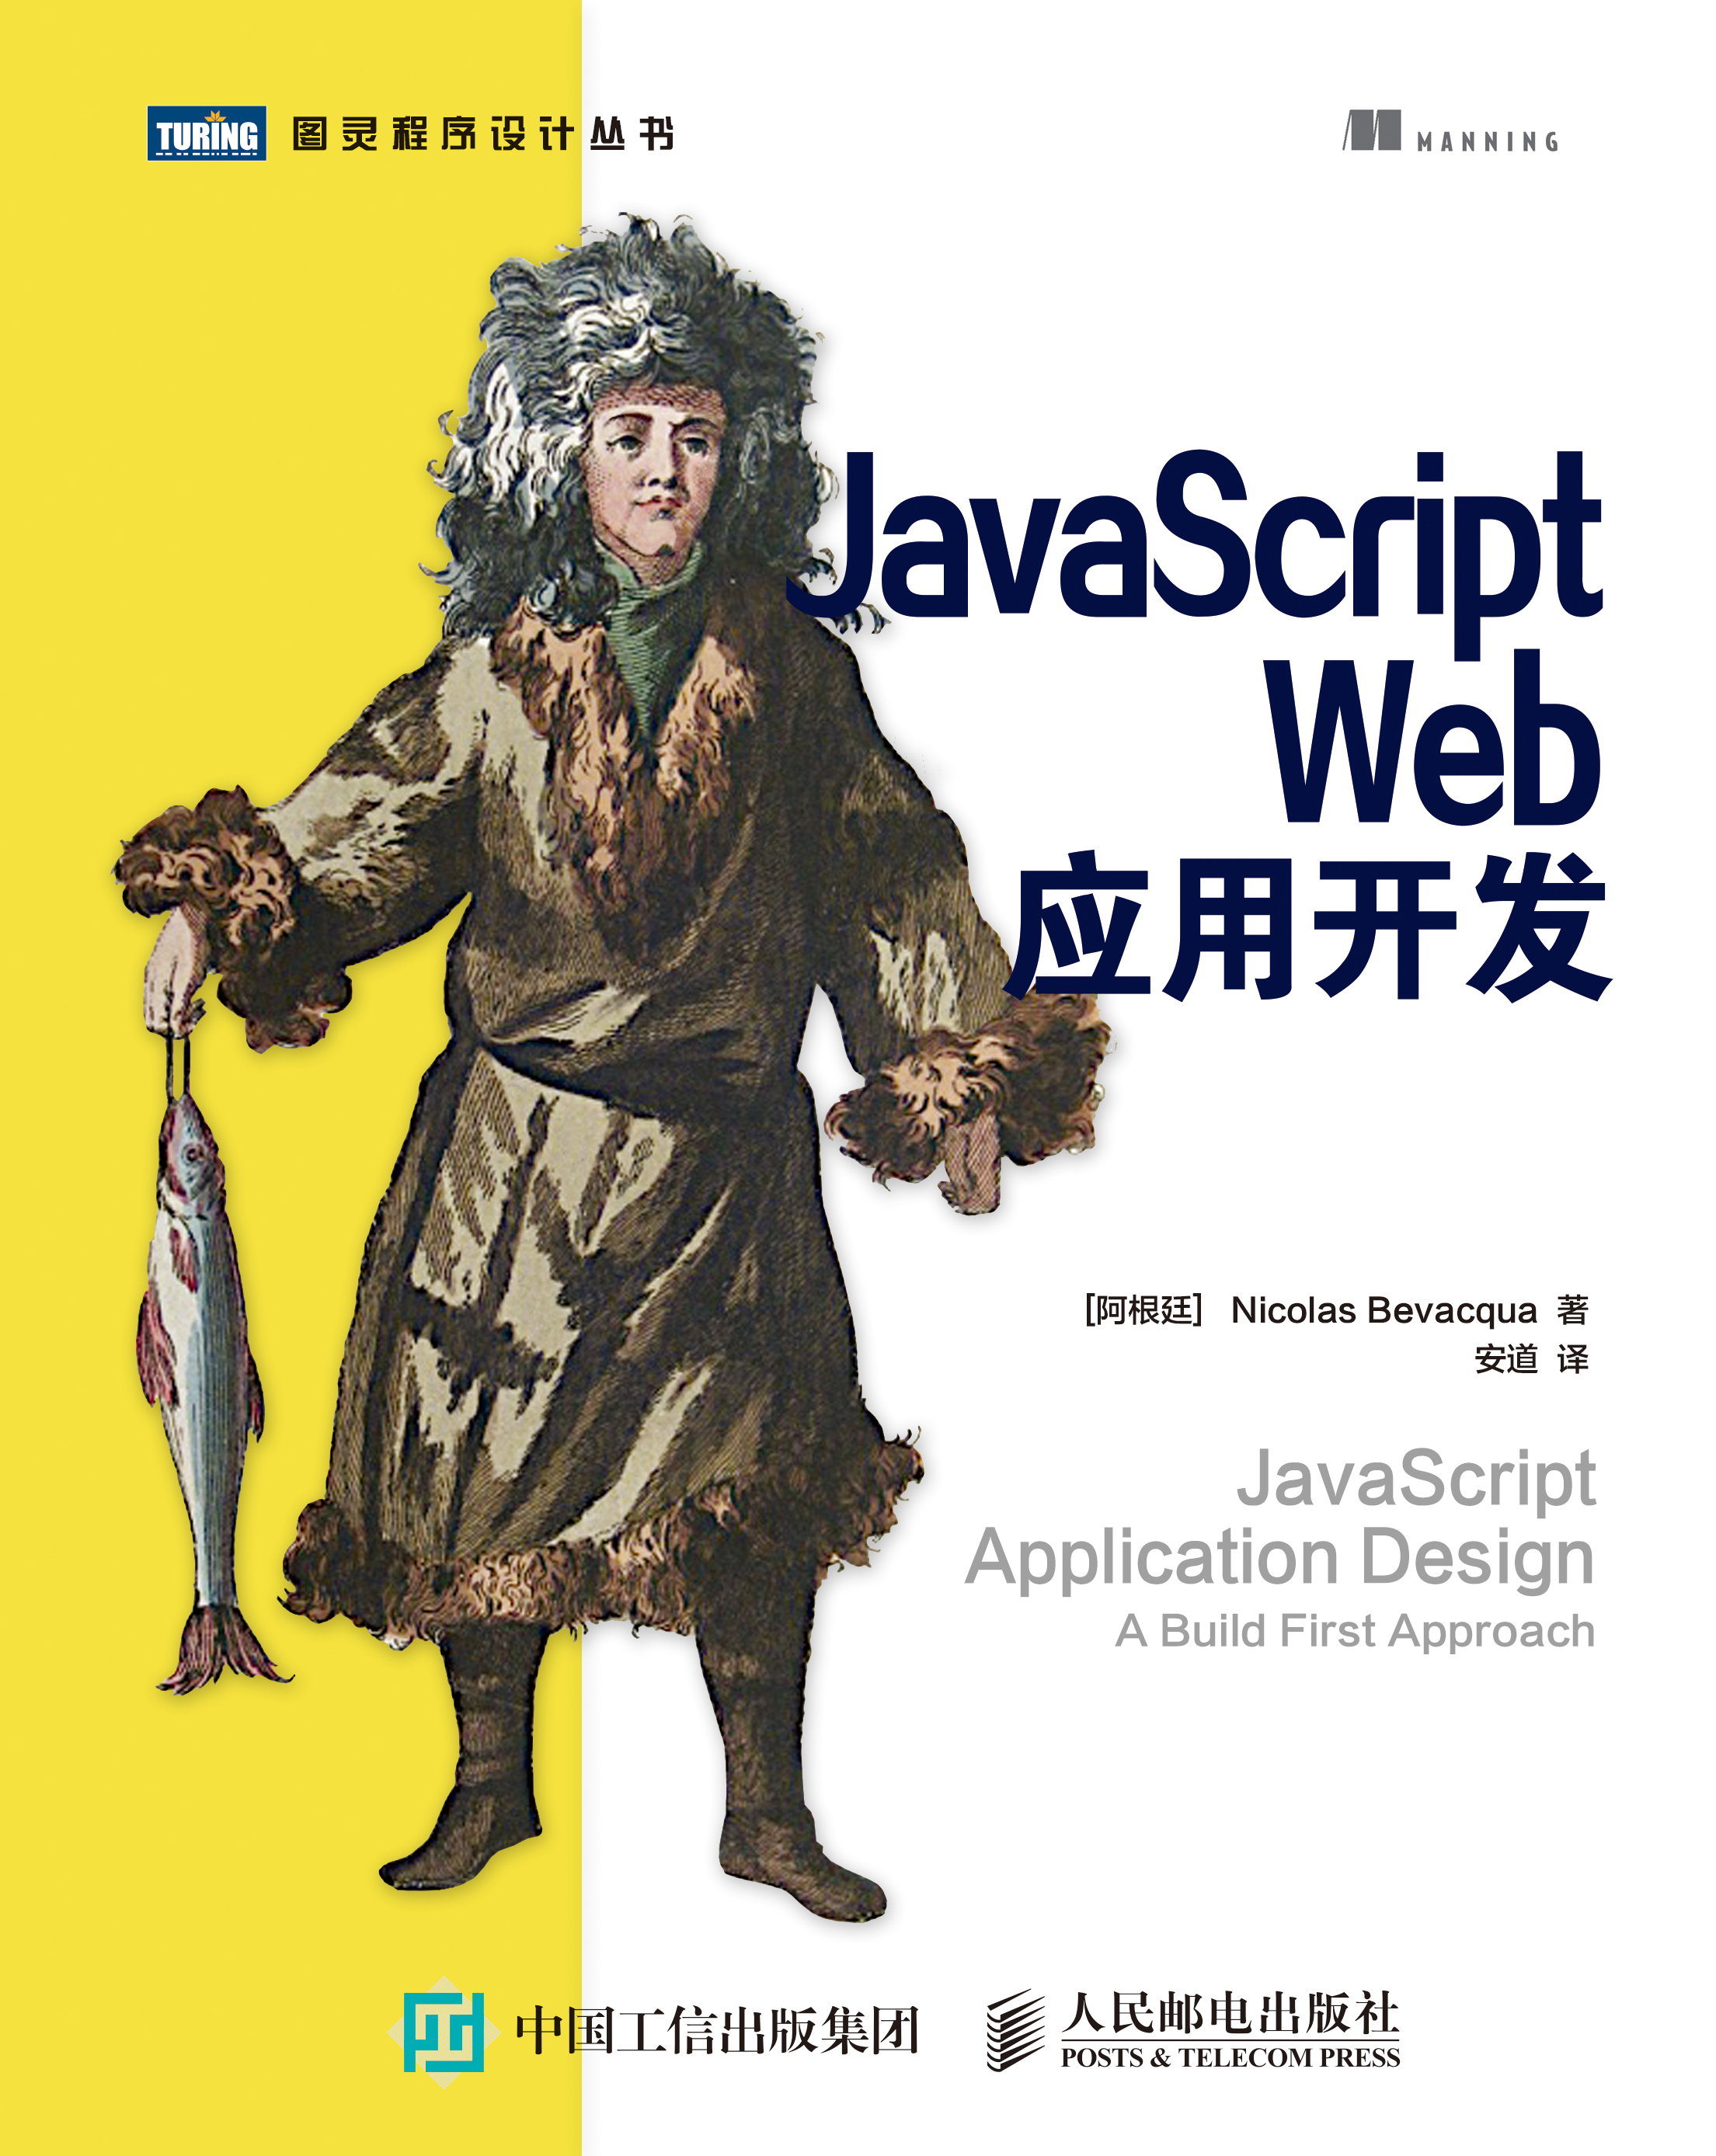 TURING 图灵程序设计丛书
MANNING
JavaScript
Web
应用开发
[阿根廷] Nicolas Bevacqua 著
安道 译
JavaScript
Application Design
A Build First Approach
中国工信出版集团
人民邮电出版社
POSTS & TELECOM PRESS